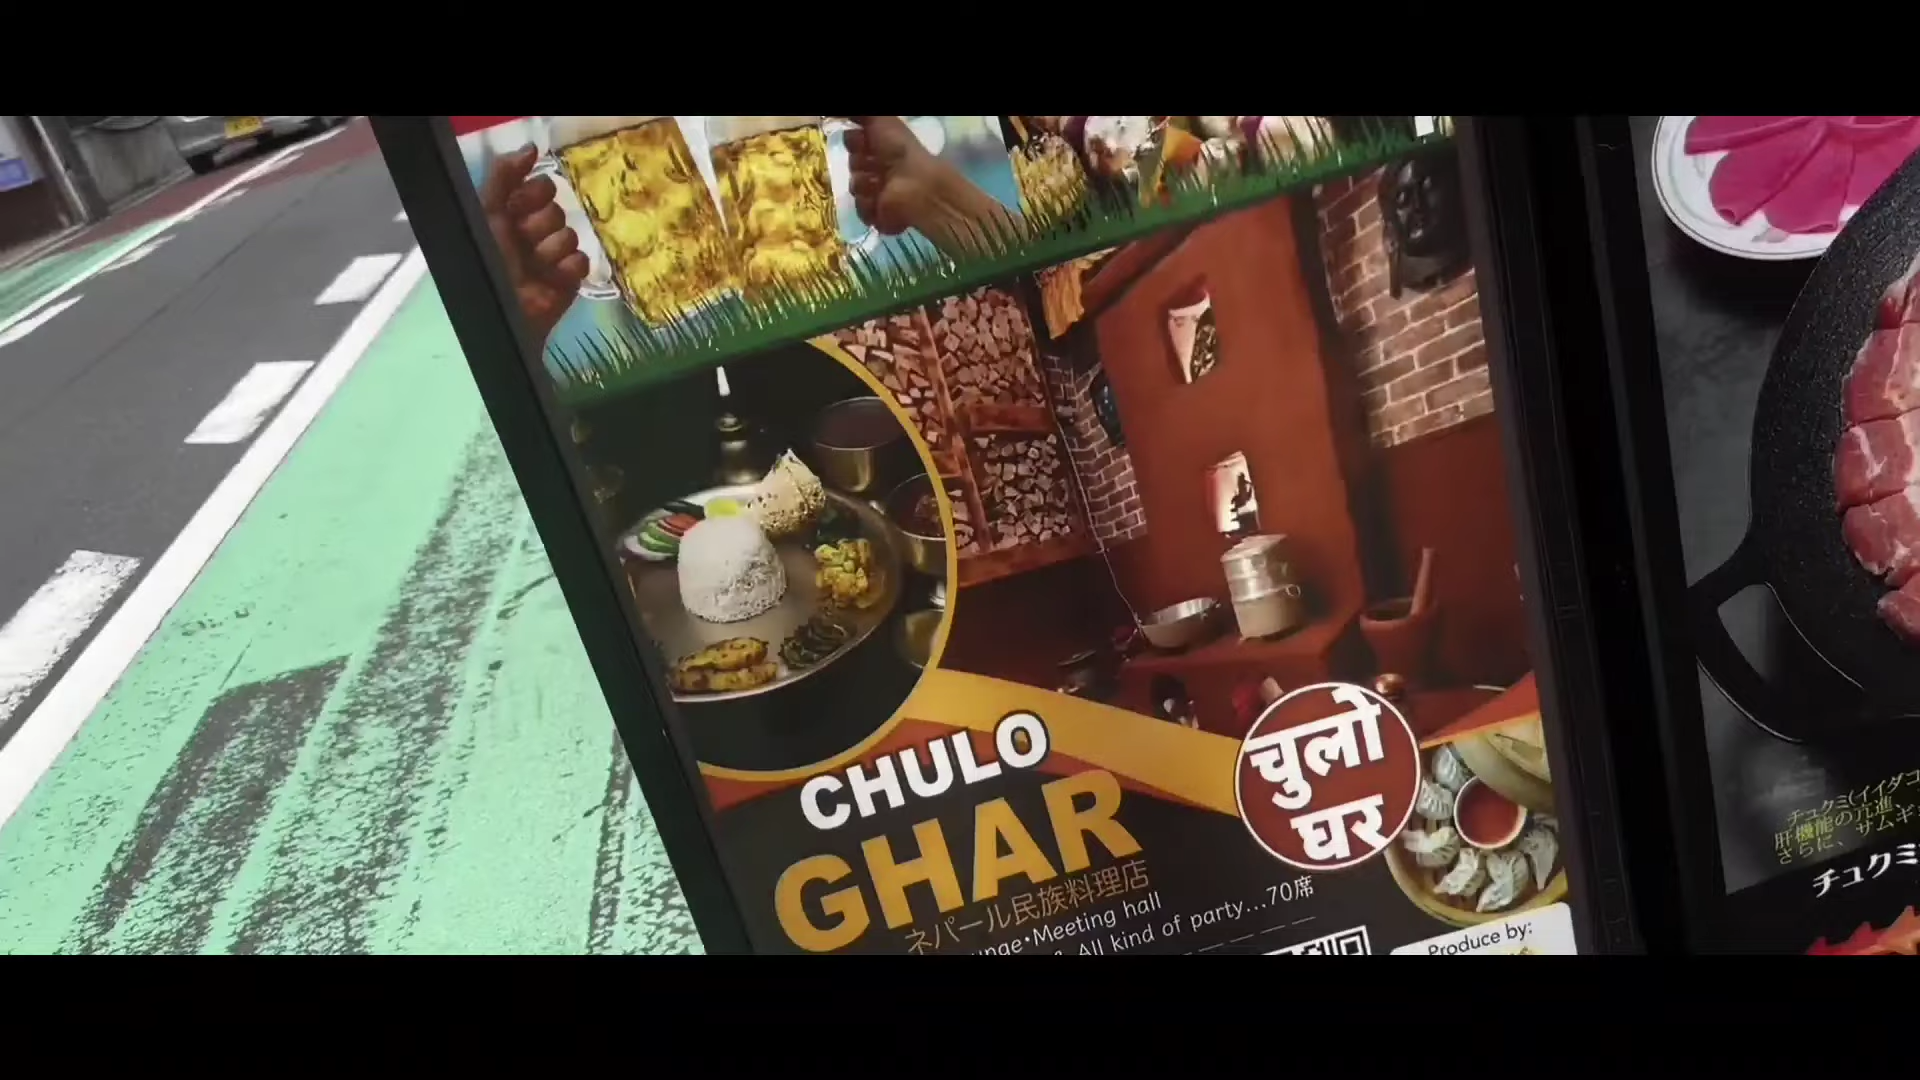 CHULO
GHAR
चुलो
घर
ネパール民族料理店
Meeting hall
All kind of party...70席
Produce by:
チュクミ(イイダコ
肝機能の亢進、
さらに、 サムギ
チュクミ